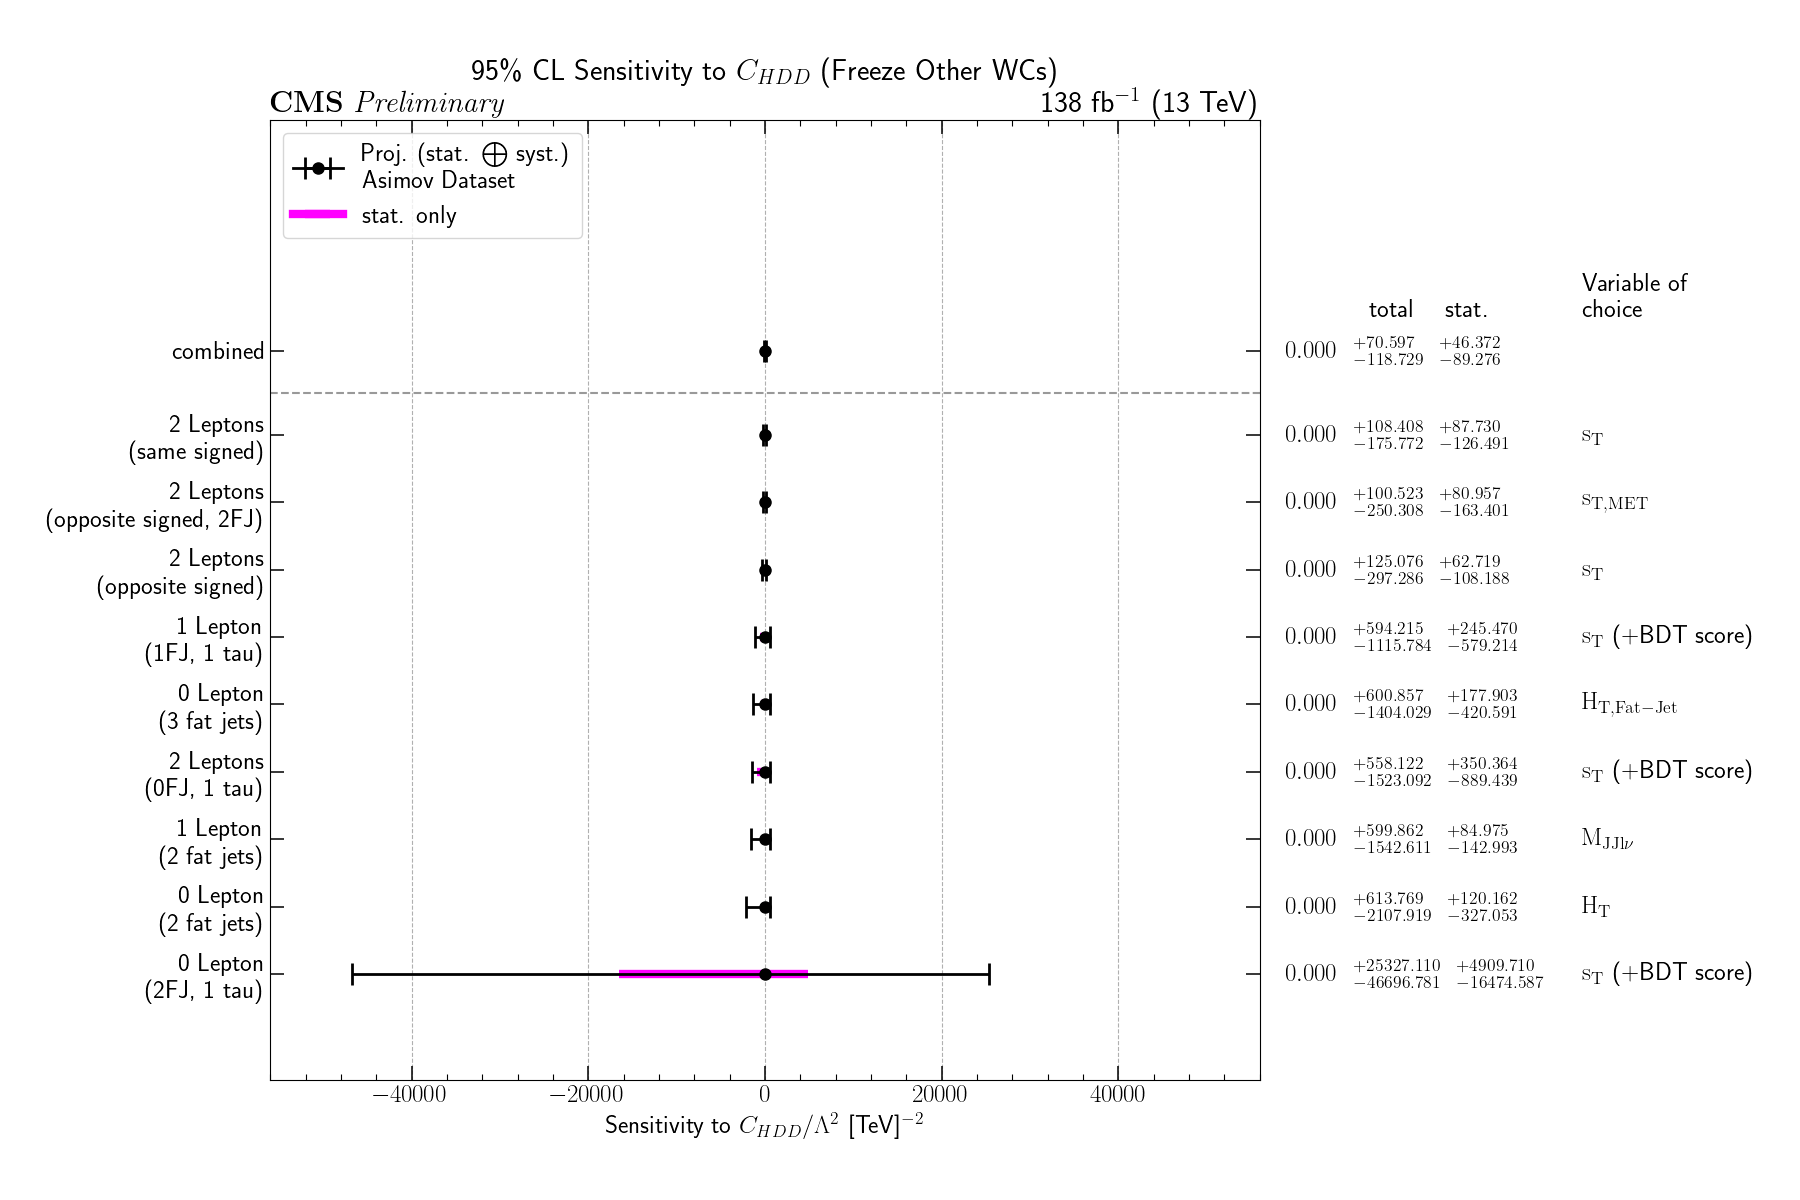 95% CL Sensitivity to C_HDD (Freeze Other WCs)
CMS Preliminary
138 fb⁻¹ (13 TeV)
Proj. (stat. ⨁ syst.)
Asimov Dataset
stat. only
Variable of
total stat. choice
combined 0.000 +70.597 −118.729 +46.372 −89.276
2 Leptons
(same signed) 0.000 +108.408 −175.772 +87.730 −126.491 s_T
2 Leptons
(opposite signed, 2FJ) 0.000 +100.523 −250.308 +80.957 −163.401 s_T,MET
2 Leptons
(opposite signed) 0.000 +125.076 −297.286 +62.719 −108.188 s_T
1 Lepton
(1FJ, 1 tau) 0.000 +594.215 −1115.784 +245.470 −579.214 s_T (+BDT score)
0 Lepton
(3 fat jets) 0.000 +600.857 −1404.029 +177.903 −420.591 H_T,Fat−Jet
2 Leptons
(0FJ, 1 tau) 0.000 +558.122 −1523.092 +350.364 −889.439 s_T (+BDT score)
1 Lepton
(2 fat jets) 0.000 +599.862 −1542.611 +84.975 −142.993 M_JJlν
0 Lepton
(2 fat jets) 0.000 +613.769 −2107.919 +120.162 −327.053 H_T
0 Lepton
(2FJ, 1 tau) 0.000 +25327.110 −46696.781 +4909.710 −16474.587 s_T (+BDT score)
−40000 −20000 0 20000 40000
Sensitivity to C_HDD/Λ² [TeV]⁻²